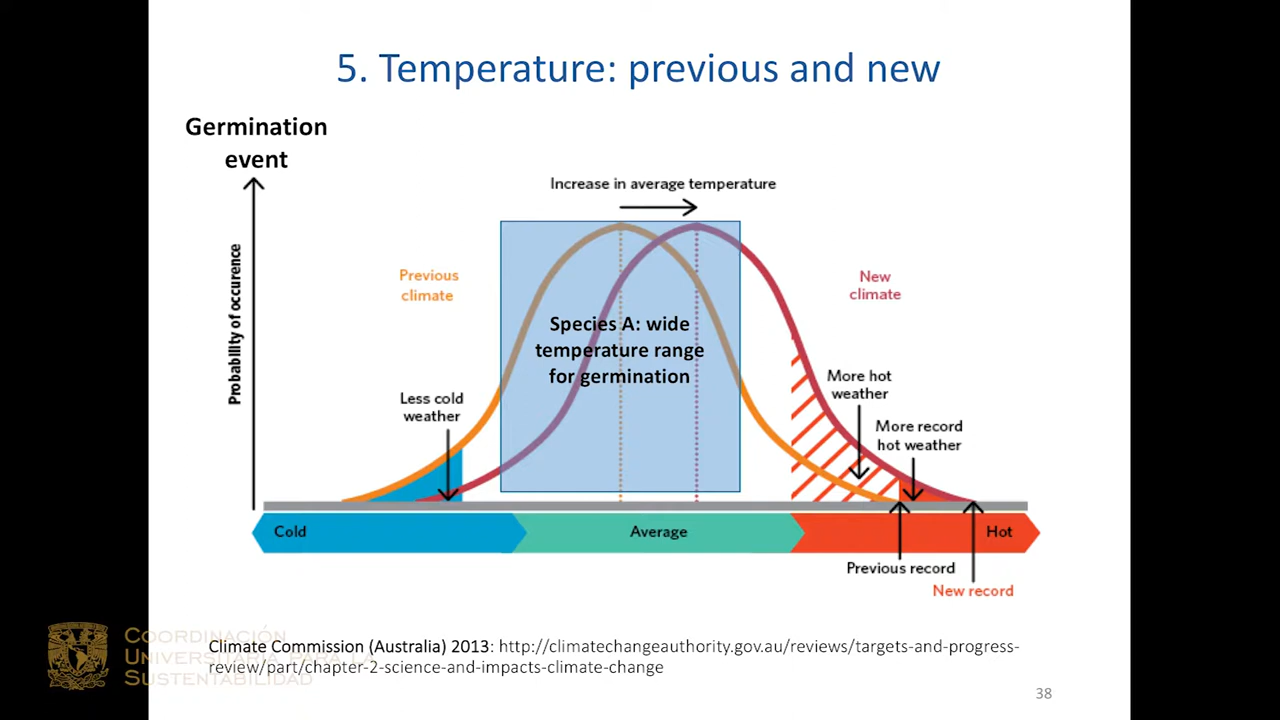 5. Temperature: previous and new
Germination
event
Increase in average temperature
Probability of occurence
Previous
climate
New
climate
Species A: wide
temperature range
for germination
Less cold
weather
More hot
weather
More record
hot weather
Cold
Average
Hot
Previous record
New record
Climate Commission (Australia) 2013: http://climatechangeauthority.gov.au/reviews/targets-and-progress-
review/part/chapter-2-science-and-impacts-climate-change
COORDINACIÓN
UNIVERSITARIA PARA LA
SUSTENTABILIDAD
38